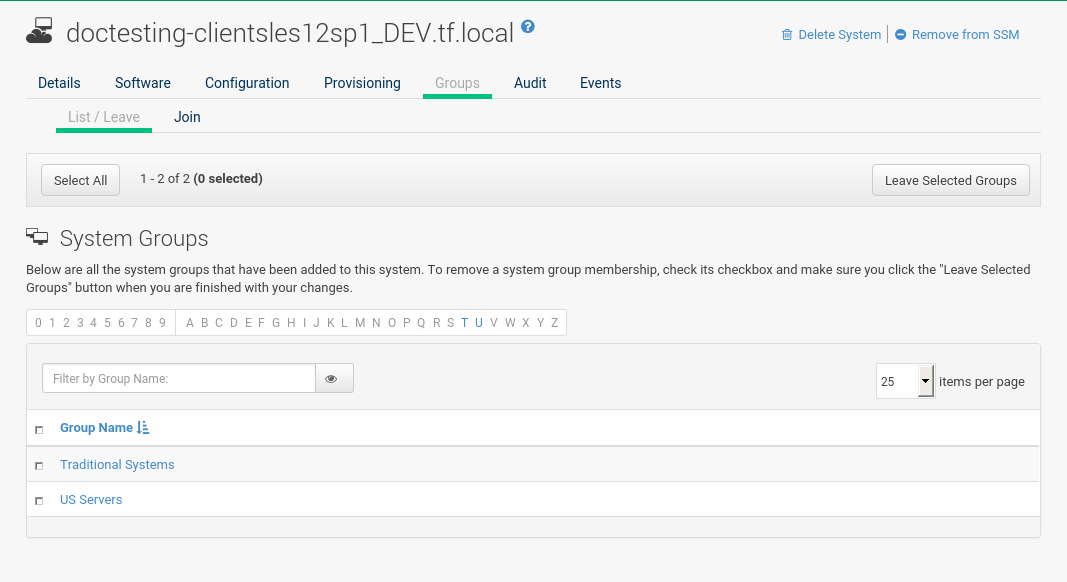 doctesting-clientsles12sp1_DEV.tf.local ?
Delete System | Remove from SSM
Details Software Configuration Provisioning Groups Audit Events
List / Leave Join
Select All 1 - 2 of 2 (0 selected) Leave Selected Groups
System Groups
Below are all the system groups that have been added to this system. To remove a system group membership, check its checkbox and make sure you click the "Leave Selected
Groups" button when you are finished with your changes.
0 1 2 3 4 5 6 7 8 9 A B C D E F G H I J K L M N O P Q R S T U V W X Y Z
Filter by Group Name: 25 items per page
Group Name
Traditional Systems
US Servers